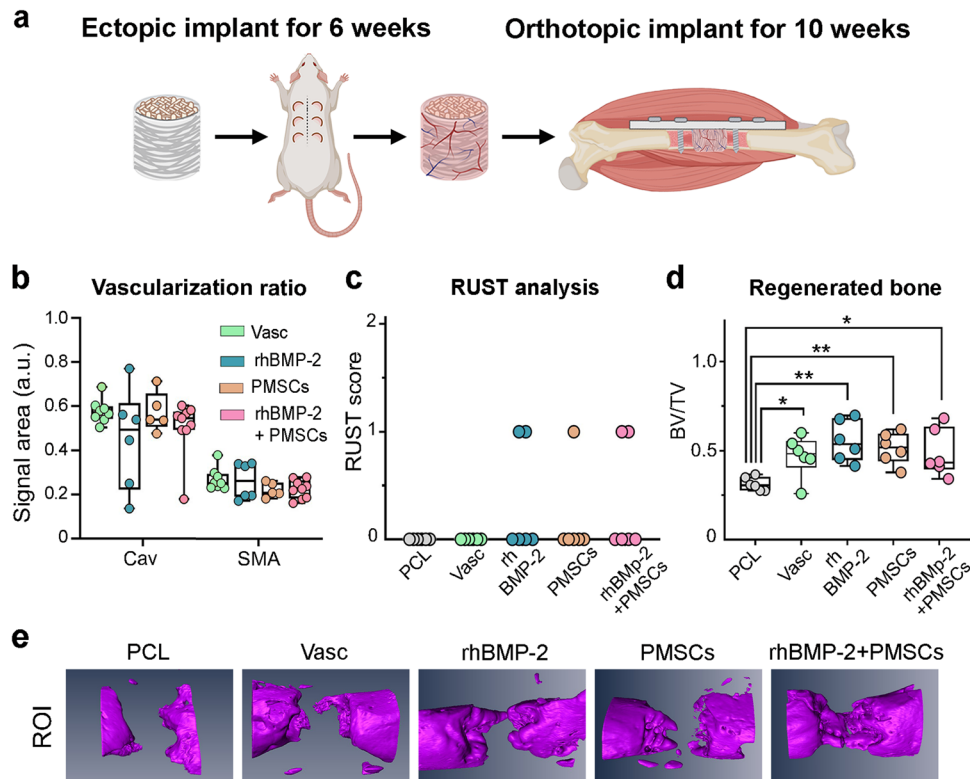 a
Ectopic implant for 6 weeks
Orthotopic implant for 10 weeks
b
Vascularization ratio
Signal area (a.u.)
1.0
0.8
0.6
0.4
0.2
0
Cav
SMA
Vasc
rhBMP-2
PMSCs
rhBMP-2
+ PMSCs
c
RUST analysis
RUST score
2
1
0
PCL
Vasc
rh
BMP-2
PMSCs
rhBMp-2
+PMSCs
d
Regenerated bone
BV/TV
1.0
0.5
0
*
**
**
*
PCL
Vasc
rh
BMP-2
PMSCs
rhBMp-2
+PMSCs
e
PCL
Vasc
rhBMP-2
PMSCs
rhBMP-2+PMSCs
ROI